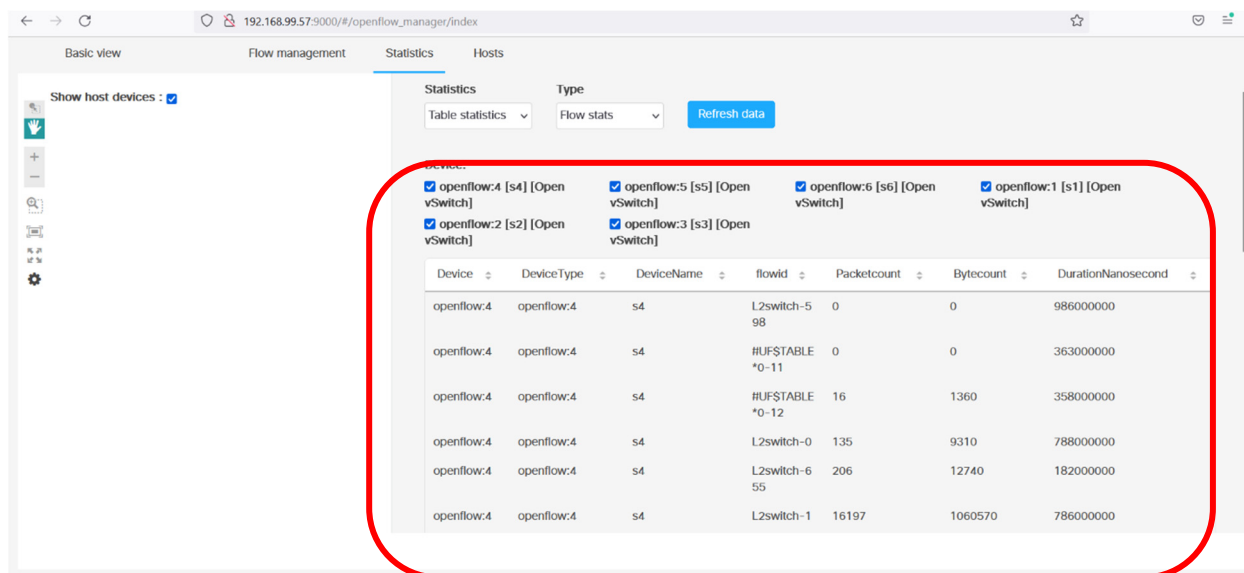 192.168.99.57:9000/#/openflow_manager/index
Basic view Flow management Statistics Hosts
Show host devices :
Statistics Type
Table statistics Flow stats Refresh data
Device:
openflow:4 [s4] [Open vSwitch] openflow:5 [s5] [Open vSwitch] openflow:6 [s6] [Open vSwitch] openflow:1 [s1] [Open vSwitch]
openflow:2 [s2] [Open vSwitch] openflow:3 [s3] [Open vSwitch]
Device DeviceType DeviceName flowid Packetcount Bytecount DurationNanosecond
openflow:4 openflow:4 s4 L2switch-5 0 0 986000000
98
openflow:4 openflow:4 s4 #UF$TABLE 0 0 363000000
*0-11
openflow:4 openflow:4 s4 #UF$TABLE 16 1360 358000000
*0-12
openflow:4 openflow:4 s4 L2switch-0 135 9310 788000000
openflow:4 openflow:4 s4 L2switch-6 206 12740 182000000
55
openflow:4 openflow:4 s4 L2switch-1 16197 1060570 786000000